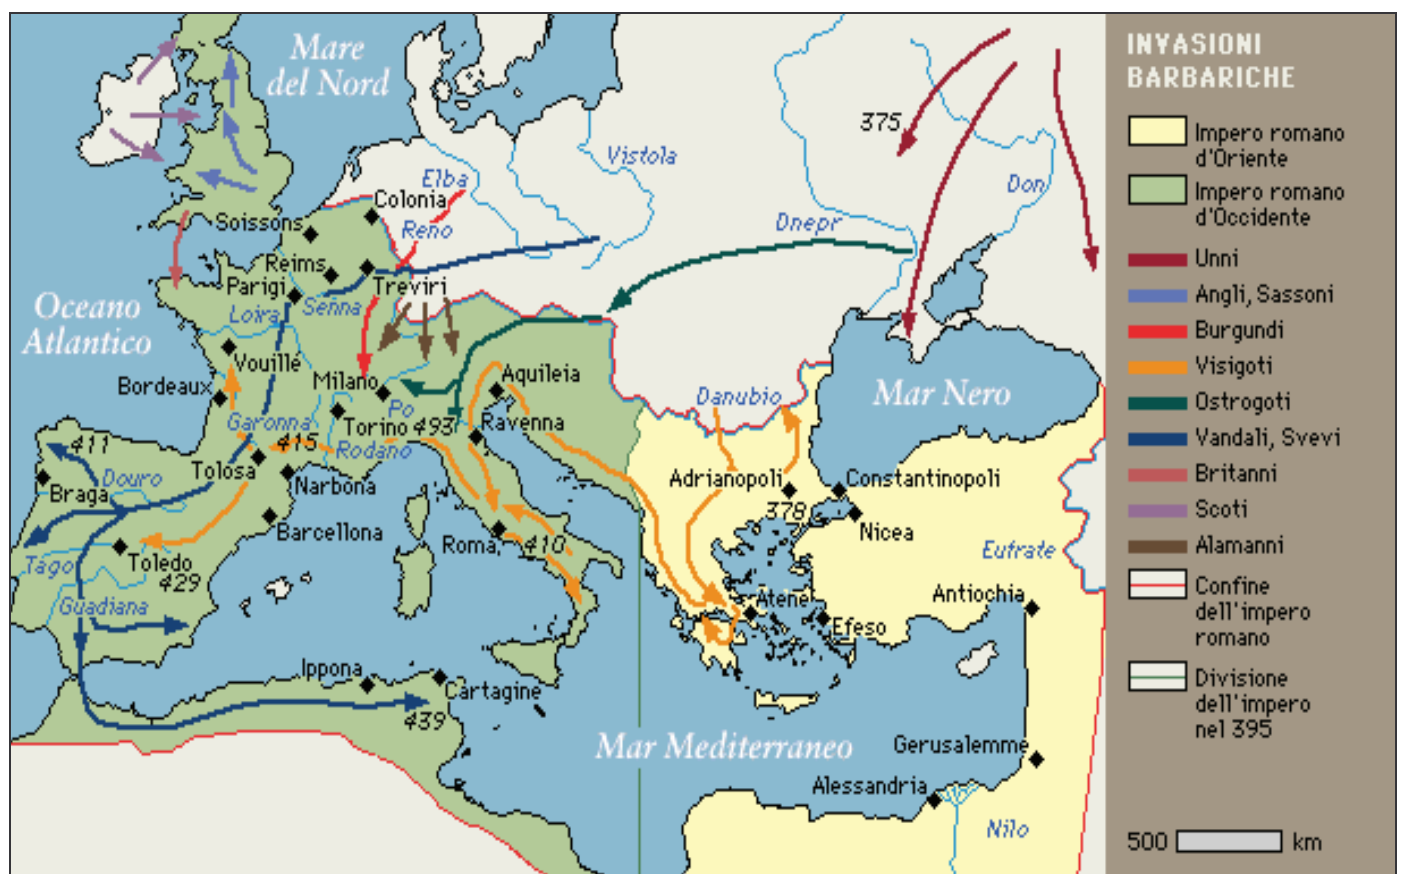 Mare
del Nord
375
Vistola
Elba
Don
Colonia
Soissons
Reno
Dnepr
Reims
Parigi
Treviri
Senna
Oceano
Atlantico
Loira
Vouillé
Milano
Aquileia
Bordeaux
Po
Danubio
Mar Nero
Garonna
Torino
493
Ravenna
411
415
Rodano
Tolosa
Douro
Braga
Narbona
Adrianopoli
Constantinopoli
378
Barcellona
Nicea
Roma
410
Eufrate
Tago
Toledo
429
Guadiana
Atene
Antiochia
Efeso
Ippona
Cartagine
439
Mar Mediterraneo
Gerusalemme
Alessandria
Nilo
INVASIONI
BARBARICHE
Impero romano
d'Oriente
Impero romano
d'Occidente
Unni
Angli, Sassoni
Burgundi
Visigoti
Ostrogoti
Vandali, Svevi
Britanni
Scoti
Alamanni
Confine
dell'impero
romano
Divisione
dell'impero
nel 395
500 km